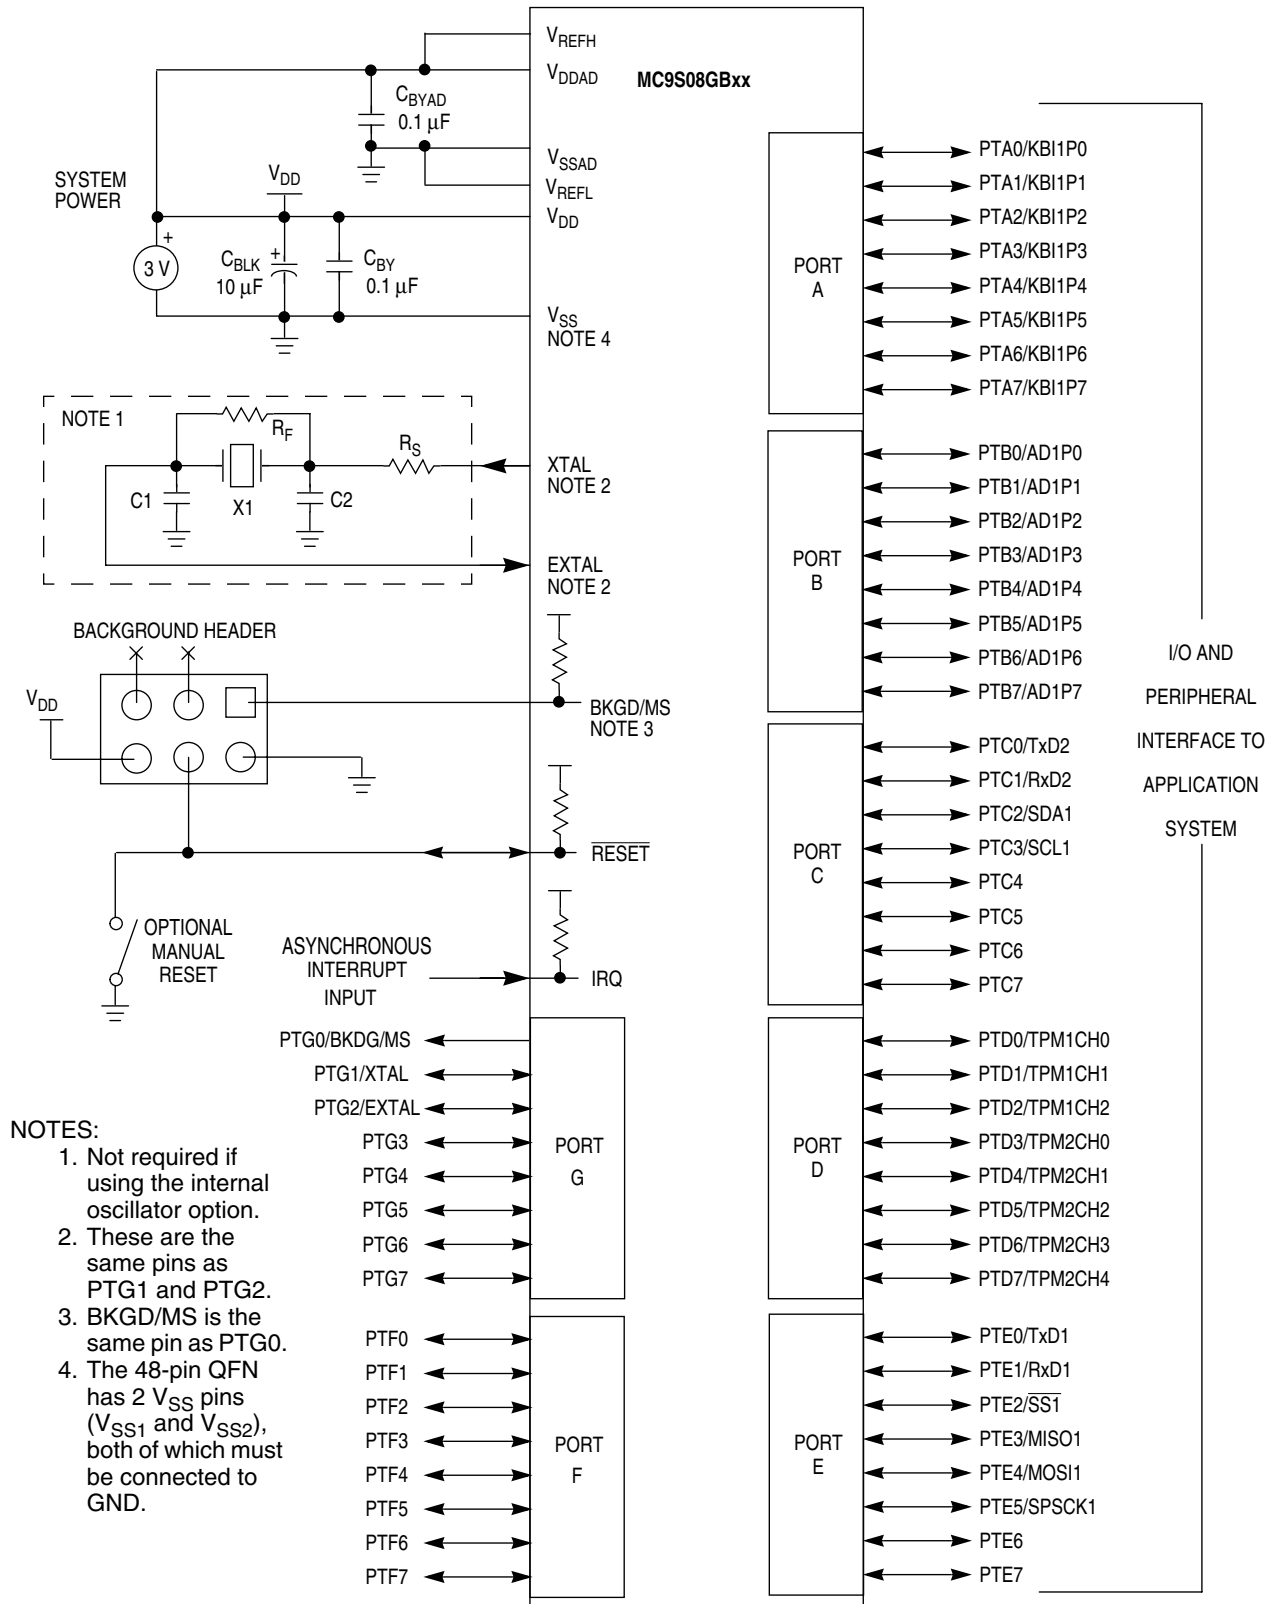 MC9S08GBxx
VREFH
VDDAD
CBYAD
0.1 µF
VSSAD
VREFL
VDD
SYSTEM
POWER
VDD
+
3 V
CBLK
+
10 µF
CBY
0.1 µF
VSS
NOTE 4
NOTE 1
RF
RS
C1
X1
C2
XTAL
NOTE 2
EXTAL
NOTE 2
BACKGROUND HEADER
VDD
BKGD/MS
NOTE 3
RESET
OPTIONAL
MANUAL
RESET
ASYNCHRONOUS
INTERRUPT
INPUT
IRQ
PTG0/BKDG/MS
PTG1/XTAL
PTG2/EXTAL
PTG3
PTG4
PTG5
PTG6
PTG7
PORT
G
PTF0
PTF1
PTF2
PTF3
PTF4
PTF5
PTF6
PTF7
PORT
F
NOTES:
1. Not required if
using the internal
oscillator option.
2. These are the
same pins as
PTG1 and PTG2.
3. BKGD/MS is the
same pin as PTG0.
4. The 48-pin QFN
has 2 VSS pins
(VSS1 and VSS2),
both of which must
be connected to
GND.
PORT
A
PTA0/KBI1P0
PTA1/KBI1P1
PTA2/KBI1P2
PTA3/KBI1P3
PTA4/KBI1P4
PTA5/KBI1P5
PTA6/KBI1P6
PTA7/KBI1P7
PORT
B
PTB0/AD1P0
PTB1/AD1P1
PTB2/AD1P2
PTB3/AD1P3
PTB4/AD1P4
PTB5/AD1P5
PTB6/AD1P6
PTB7/AD1P7
PORT
C
PTC0/TxD2
PTC1/RxD2
PTC2/SDA1
PTC3/SCL1
PTC4
PTC5
PTC6
PTC7
PORT
D
PTD0/TPM1CH0
PTD1/TPM1CH1
PTD2/TPM1CH2
PTD3/TPM2CH0
PTD4/TPM2CH1
PTD5/TPM2CH2
PTD6/TPM2CH3
PTD7/TPM2CH4
PORT
E
PTE0/TxD1
PTE1/RxD1
PTE2/SS1
PTE3/MISO1
PTE4/MOSI1
PTE5/SPSCK1
PTE6
PTE7
I/O AND
PERIPHERAL
INTERFACE TO
APPLICATION
SYSTEM